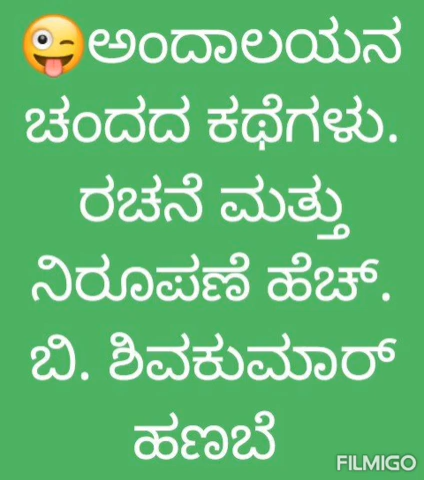 😜ಅಂದಾಲಯನ
ಚಂದದ ಕಥೆಗಳು.
ರಚನೆ ಮತ್ತು
ನಿರೂಪಣೆ ಹೆಚ್.
ಬಿ. ಶಿವಕುಮಾರ್
ಹಣಬೆ
FILMIGO